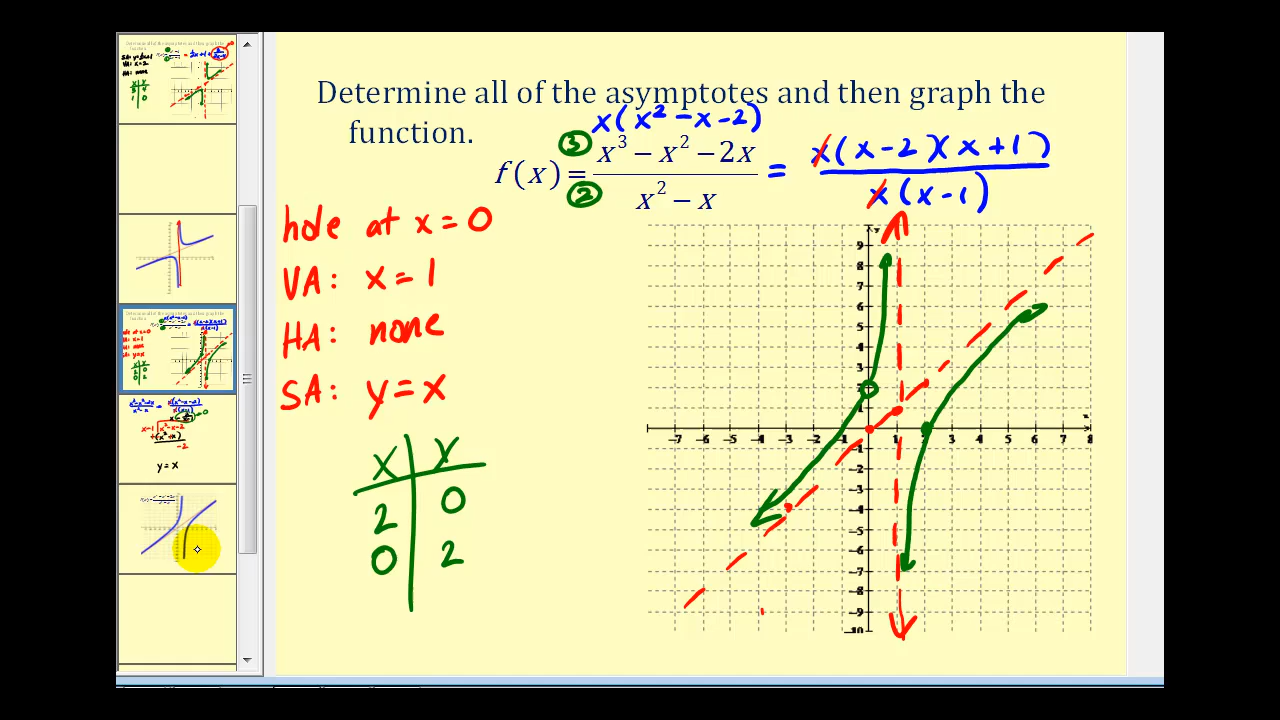 Determine all of the asymptotes and then graph the
function.
x(x² - x - 2)
③
f(x) = x³ − x² − 2x / x² − x = x(x-2)(x+1) / x(x-1)
②
hole at x = 0
VA: x = 1
HA: none
SA: y = x
x | y
2 | 0
0 | 2
y
9
8
7
6
5
4
3
2
1
-7 -6 -5 -4 -3 -2 -1 1 2 3 4 5 6 7 8
x
-1
-2
-3
-4
-5
-6
-7
-8
-9
-10
y = x